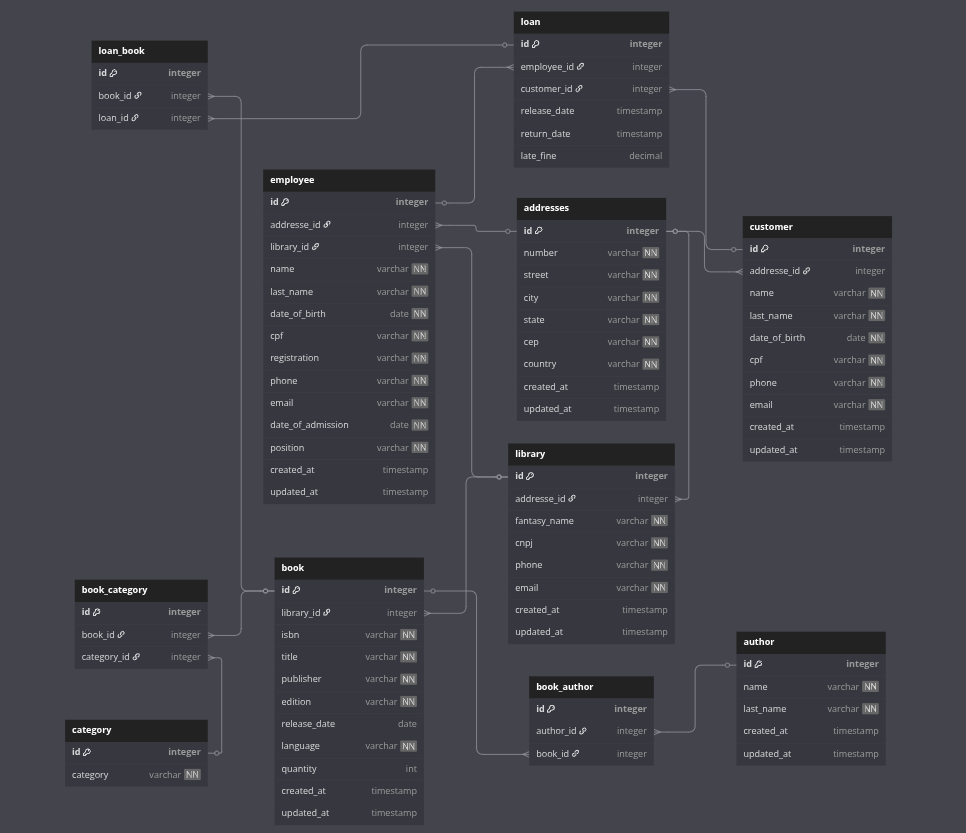 loan_book
id integer
book_id integer
loan_id integer
loan
id integer
employee_id integer
customer_id integer
release_date timestamp
return_date timestamp
late_fine decimal
employee
id integer
addresse_id integer
library_id integer
name varchar NN
last_name varchar NN
date_of_birth date NN
cpf varchar NN
registration varchar NN
phone varchar NN
email varchar NN
date_of_admission date NN
position varchar NN
created_at timestamp
updated_at timestamp
addresses
id integer
number varchar NN
street varchar NN
city varchar NN
state varchar NN
cep varchar NN
country varchar NN
created_at timestamp
updated_at timestamp
customer
id integer
addresse_id integer
name varchar NN
last_name varchar NN
date_of_birth date NN
cpf varchar NN
phone varchar NN
email varchar NN
created_at timestamp
updated_at timestamp
library
id integer
addresse_id integer
fantasy_name varchar NN
cnpj varchar NN
phone varchar NN
email varchar NN
created_at timestamp
updated_at timestamp
book_category
id integer
book_id integer
category_id integer
category
id integer
category varchar NN
book
id integer
library_id integer
isbn varchar NN
title varchar NN
publisher varchar NN
edition varchar NN
release_date date
language varchar NN
quantity int
created_at timestamp
updated_at timestamp
book_author
id integer
author_id integer
book_id integer
author
id integer
name varchar NN
last_name varchar NN
created_at timestamp
updated_at timestamp